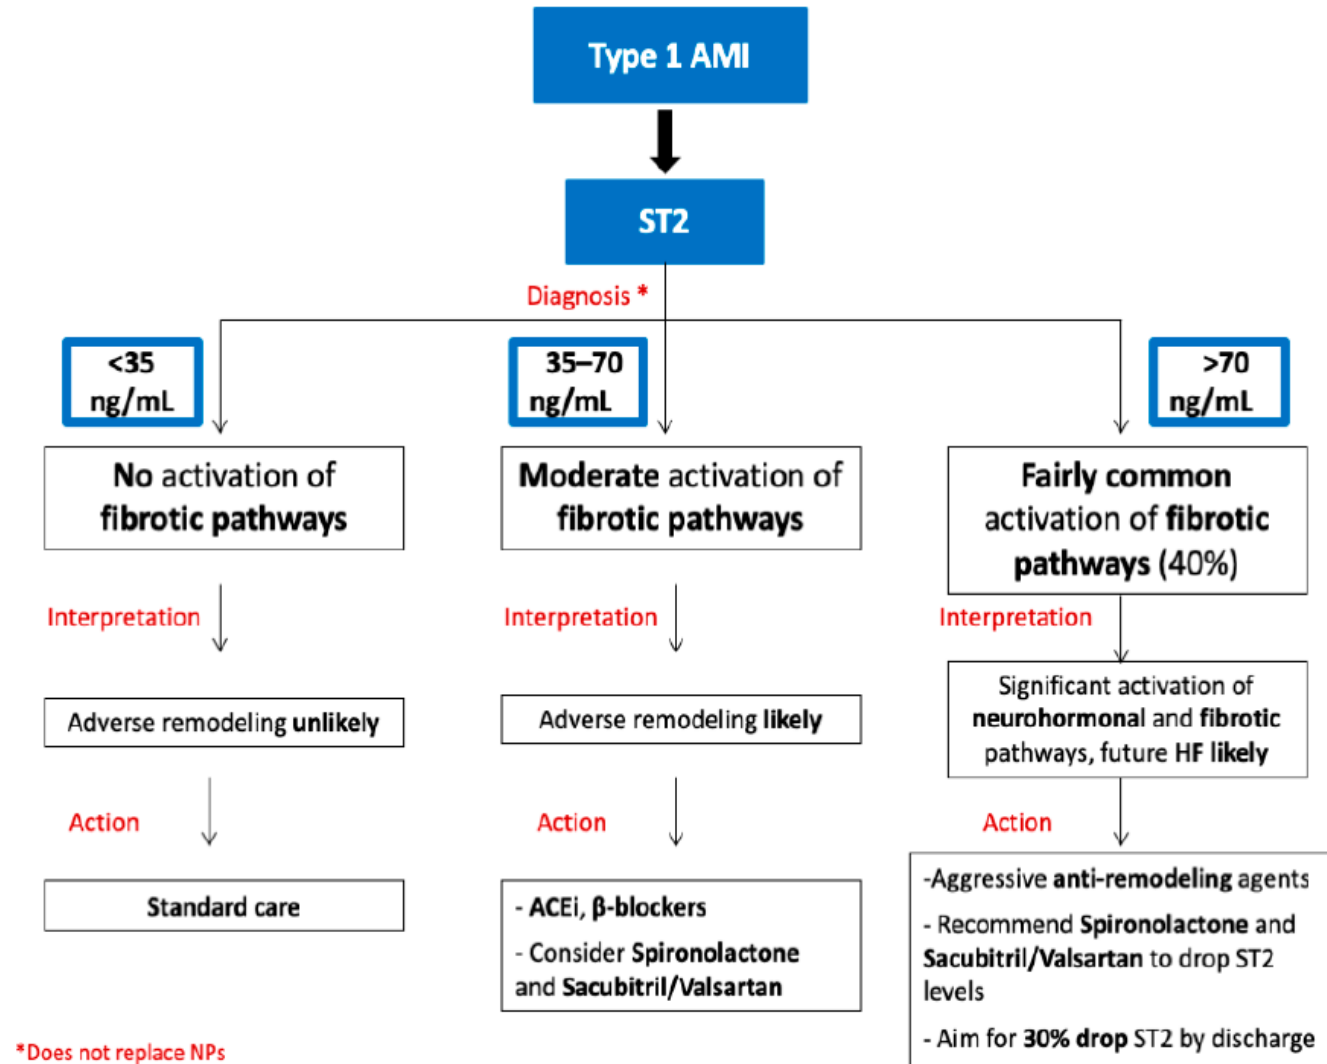 Type 1 AMI
ST2
Diagnosis *
<35
ng/mL
35–70
ng/mL
>70
ng/mL
No activation of
fibrotic pathways
Moderate activation of
fibrotic pathways
Fairly common
activation of fibrotic
pathways (40%)
Interpretation
Interpretation
Interpretation
Adverse remodeling unlikely
Adverse remodeling likely
Significant activation of
neurohormonal and fibrotic
pathways, future HF likely
Action
Action
Action
Standard care
- ACEi, β-blockers
- Consider Spironolactone
and Sacubitril/Valsartan
-Aggressive anti-remodeling agents
- Recommend Spironolactone and
Sacubitril/Valsartan to drop ST2
levels
- Aim for 30% drop ST2 by discharge
*Does not replace NPs